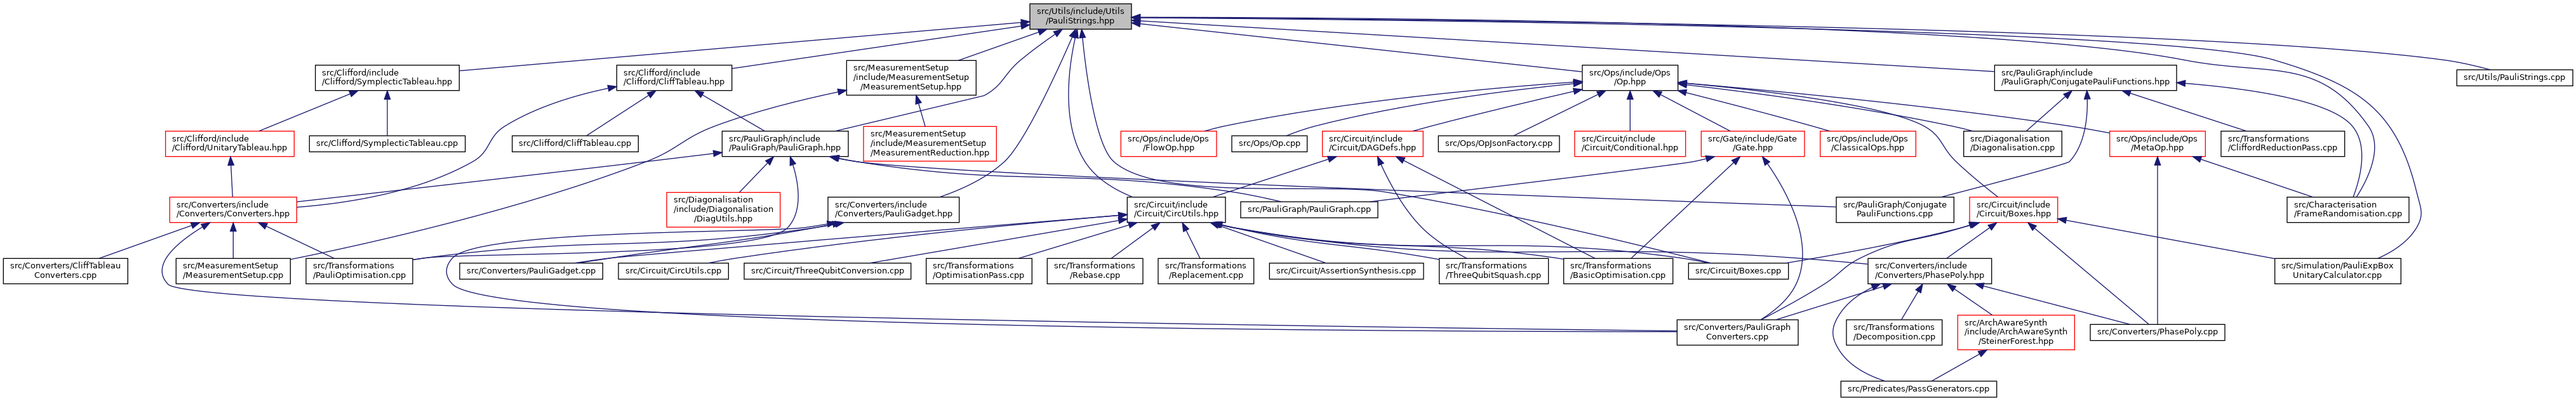 src/Utils/include/Utils
/PauliStrings.hpp
src/Clifford/include
/Clifford/SymplecticTableau.hpp
src/Clifford/include
/Clifford/CliffTableau.hpp
src/MeasurementSetup
/include/MeasurementSetup
/MeasurementSetup.hpp
src/Ops/include/Ops
/Op.hpp
src/PauliGraph/include
/PauliGraph/ConjugatePauliFunctions.hpp
src/Utils/PauliStrings.cpp
src/Clifford/include
/Clifford/UnitaryTableau.hpp
src/Clifford/SymplecticTableau.cpp
src/Clifford/CliffTableau.cpp
src/PauliGraph/include
/PauliGraph/PauliGraph.hpp
src/MeasurementSetup
/include/MeasurementSetup
/MeasurementReduction.hpp
src/Ops/include/Ops
/FlowOp.hpp
src/Ops/Op.cpp
src/Circuit/include
/Circuit/DAGDefs.hpp
src/Ops/OpJsonFactory.cpp
src/Circuit/include
/Circuit/Conditional.hpp
src/Gate/include/Gate
/Gate.hpp
src/Ops/include/Ops
/ClassicalOps.hpp
src/Diagonalisation
/Diagonalisation.cpp
src/Ops/include/Ops
/MetaOp.hpp
src/Transformations
/CliffordReductionPass.cpp
src/Converters/include
/Converters/Converters.hpp
src/Diagonalisation
/include/Diagonalisation
/DiagUtils.hpp
src/Converters/include
/Converters/PauliGadget.hpp
src/Circuit/include
/Circuit/CircUtils.hpp
src/PauliGraph/PauliGraph.cpp
src/PauliGraph/Conjugate
PauliFunctions.cpp
src/Circuit/include
/Circuit/Boxes.hpp
src/Characterisation
/FrameRandomisation.cpp
src/Converters/CliffTableau
Converters.cpp
src/MeasurementSetup
/MeasurementSetup.cpp
src/Transformations
/PauliOptimisation.cpp
src/Converters/PauliGadget.cpp
src/Circuit/CircUtils.cpp
src/Circuit/ThreeQubitConversion.cpp
src/Transformations
/OptimisationPass.cpp
src/Transformations
/Rebase.cpp
src/Transformations
/Replacement.cpp
src/Circuit/AssertionSynthesis.cpp
src/Transformations
/ThreeQubitSquash.cpp
src/Transformations
/BasicOptimisation.cpp
src/Circuit/Boxes.cpp
src/Converters/include
/Converters/PhasePoly.hpp
src/Simulation/PauliExpBox
UnitaryCalculator.cpp
src/Converters/PauliGraph
Converters.cpp
src/Transformations
/Decomposition.cpp
src/ArchAwareSynth
/include/ArchAwareSynth
/SteinerForest.hpp
src/Converters/PhasePoly.cpp
src/Predicates/PassGenerators.cpp